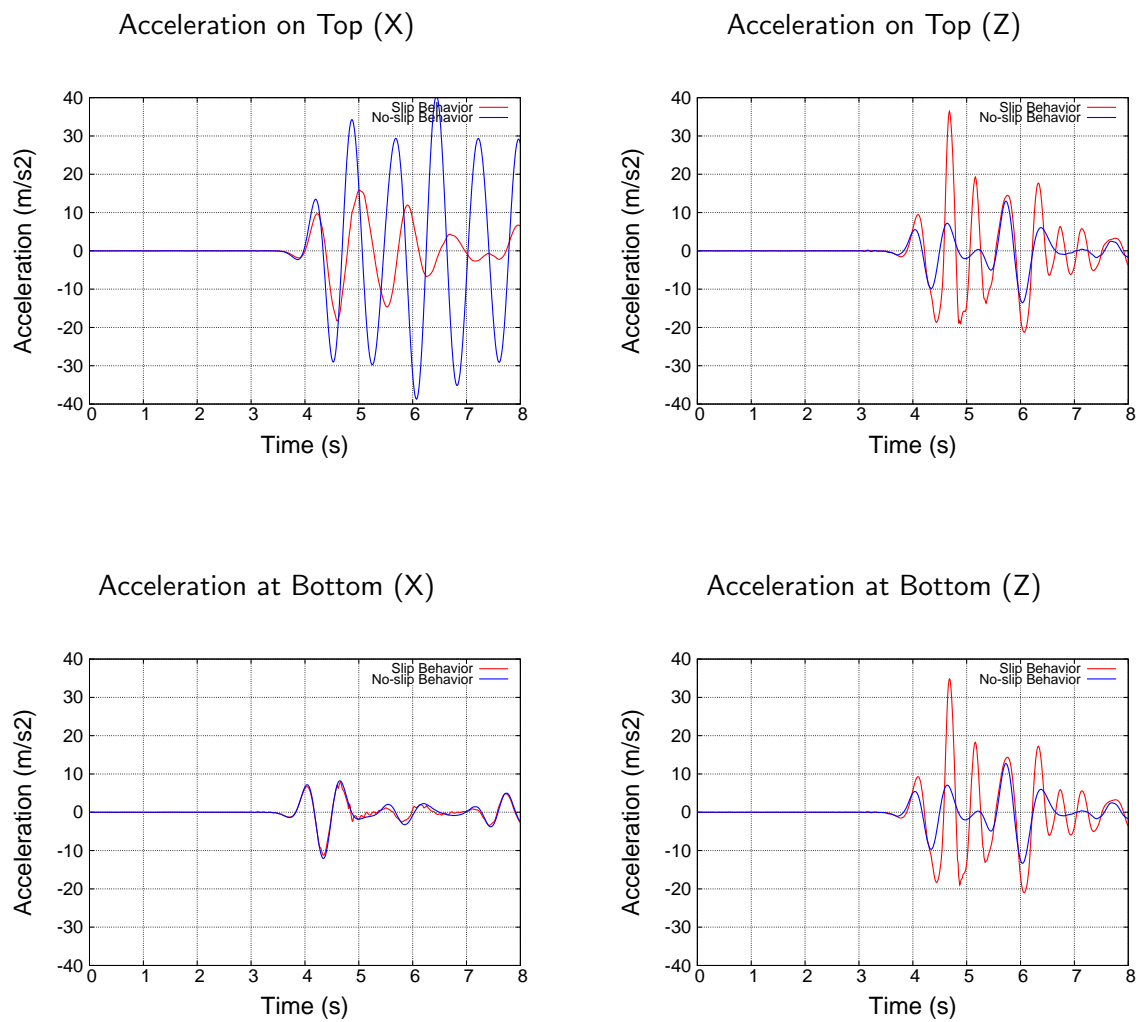 Acceleration on Top (X)
Acceleration on Top (Z)
40
30
20
10
0
-10
-20
-30
-40
Acceleration (m/s2)
Slip Behavior
No-slip Behavior
0 1 2 3 4 5 6 7 8
Time (s)
40
30
20
10
0
-10
-20
-30
-40
Acceleration (m/s2)
Slip Behavior
No-slip Behavior
0 1 2 3 4 5 6 7 8
Time (s)
Acceleration at Bottom (X)
Acceleration at Bottom (Z)
40
30
20
10
0
-10
-20
-30
-40
Acceleration (m/s2)
Slip Behavior
No-slip Behavior
0 1 2 3 4 5 6 7 8
Time (s)
40
30
20
10
0
-10
-20
-30
-40
Acceleration (m/s2)
Slip Behavior
No-slip Behavior
0 1 2 3 4 5 6 7 8
Time (s)